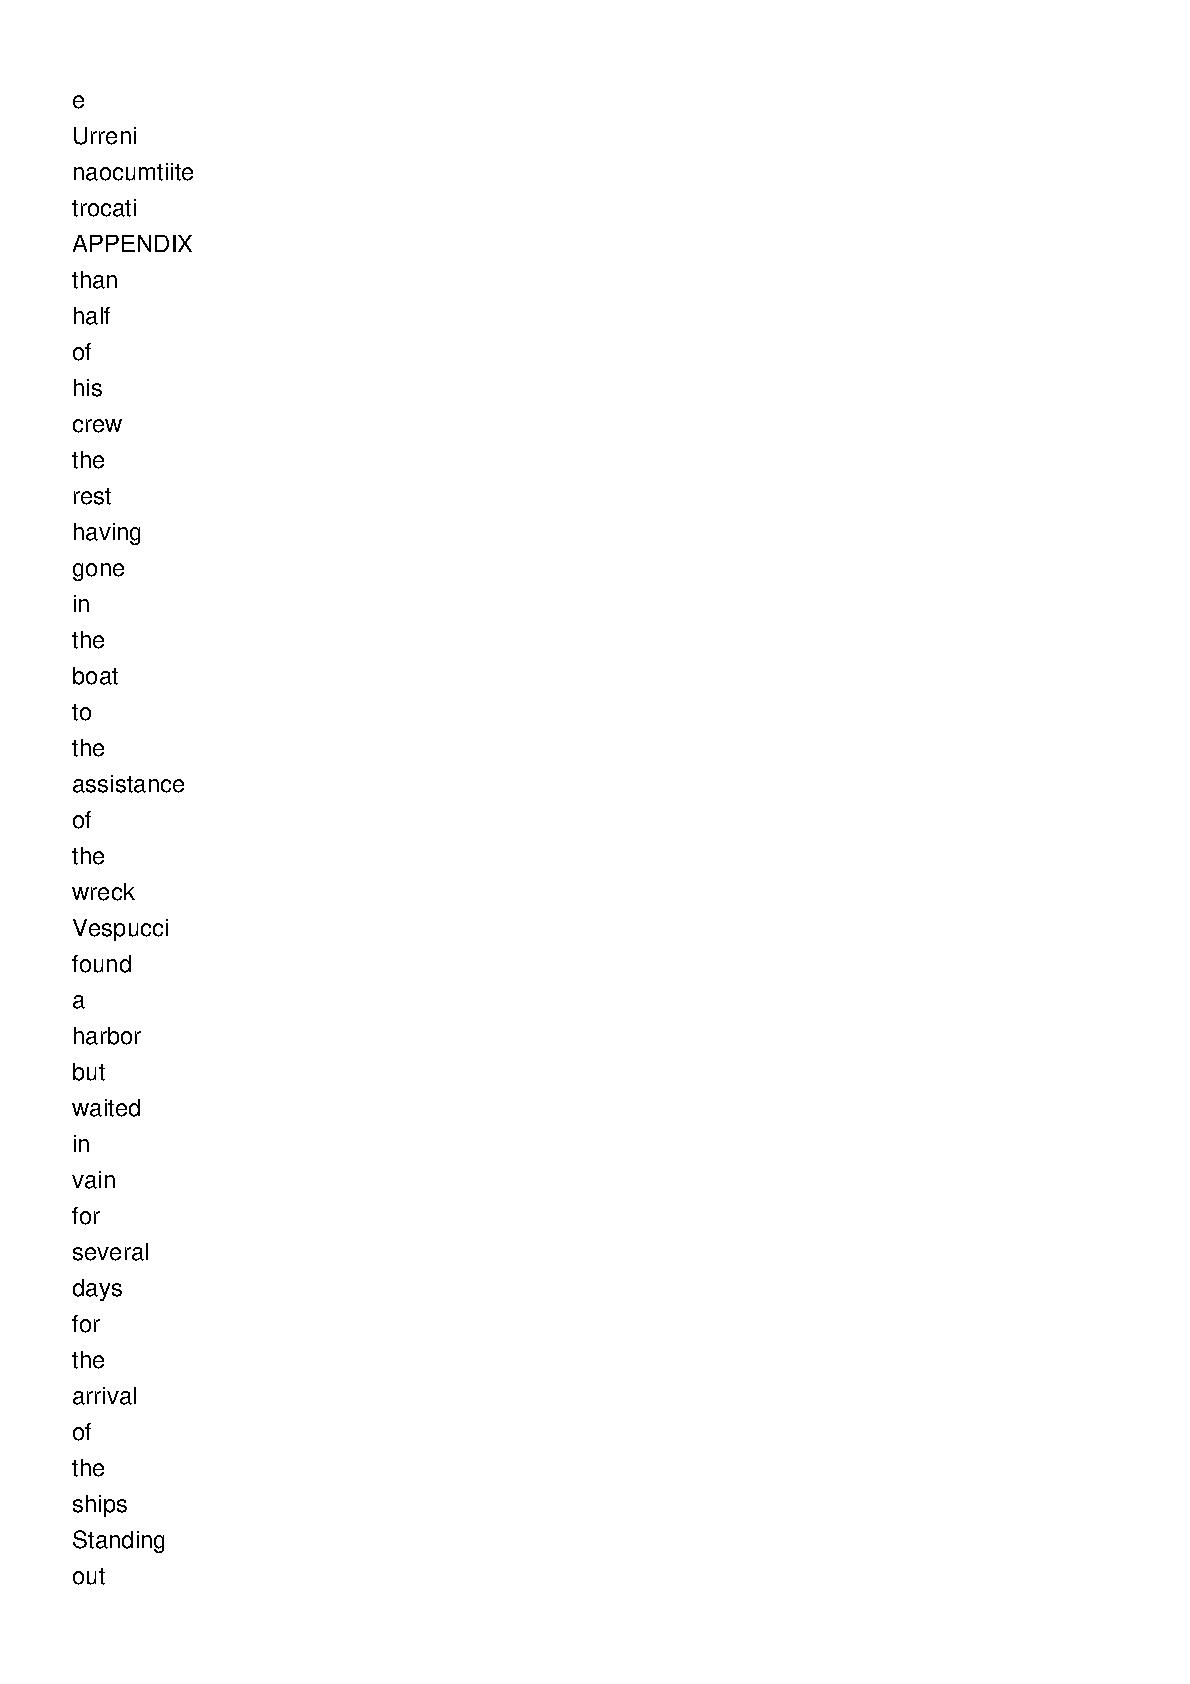 e
Urreni
naocumtiite
trocati
APPENDIX
than
half
of
his
crew
the
rest
having
gone
in
the
boat
to
the
assistance
of
the
wreck
Vespucci
found
a
harbor
but
waited
in
vain
for
several
days
for
the
arrival
of
the
ships
Standing
out